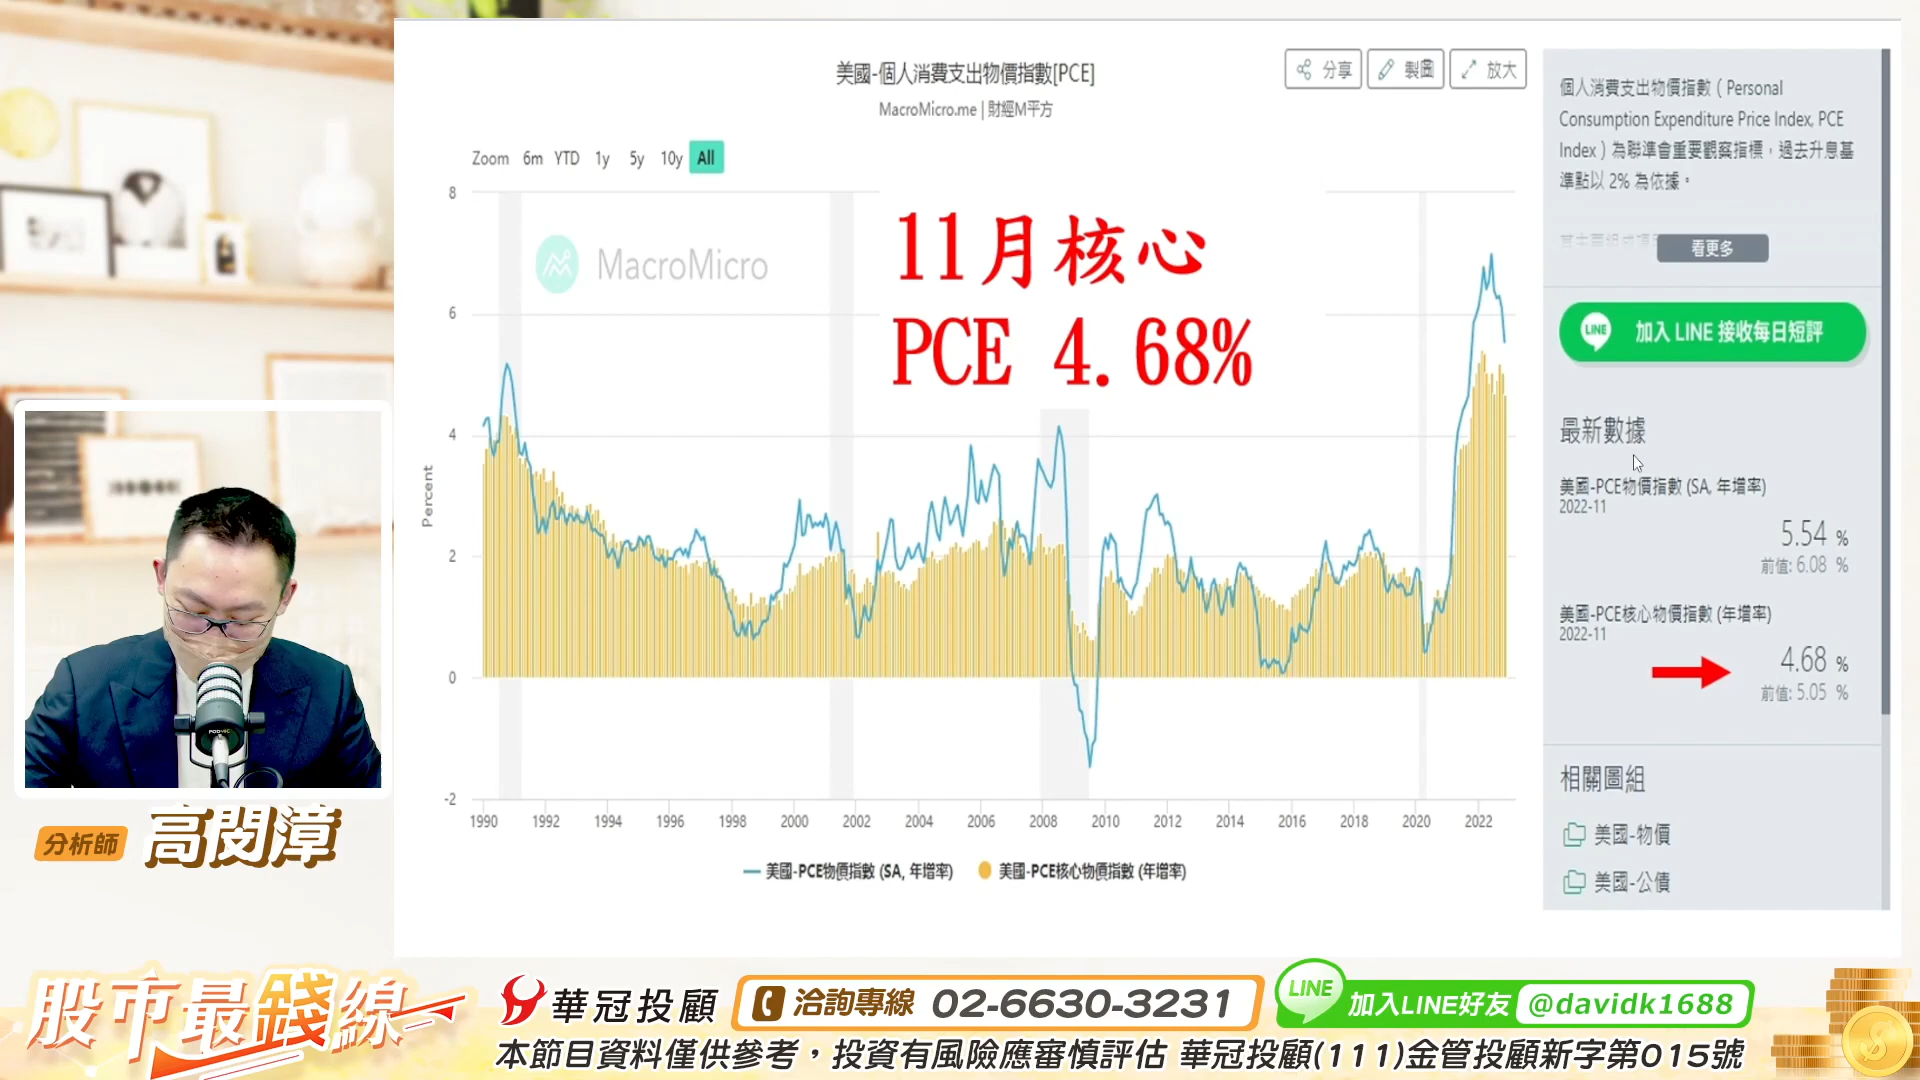 美國-個人消費支出物價指數[PCE]
MacroMicro.me | 財經M平方
分享
製圖
放大
Zoom 6m YTD 1y 5y 10y All
MacroMicro
11月核心
PCE 4.68%
Percent
8
6
4
2
0
-2
1990 1992 1994 1996 1998 2000 2002 2004 2006 2008 2010 2012 2014 2016 2018 2020 2022
美國-PCE物價指數 (SA, 年增率) 美國-PCE核心物價指數 (年增率)
個人消費支出物價指數 ( Personal
Consumption Expenditure Price Index, PCE
Index ) 為聯準會重要觀察指標，過去升息基
準點以 2% 為依據。
看更多
LINE 加入 LINE 接收每日短評
最新數據
美國-PCE物價指數 (SA, 年增率)
2022-11
5.54 %
前值: 6.08 %
美國-PCE核心物價指數 (年增率)
2022-11
4.68 %
前值: 5.05 %
相關圖組
美國-物價
美國-公債
分析師 高閔漳
股市最錢線
華冠投顧
洽詢專線 02-6630-3231
LINE 加入LINE好友 @davidk1688
本節目資料僅供參考，投資有風險應審慎評估 華冠投顧(111)金管投顧新字第015號